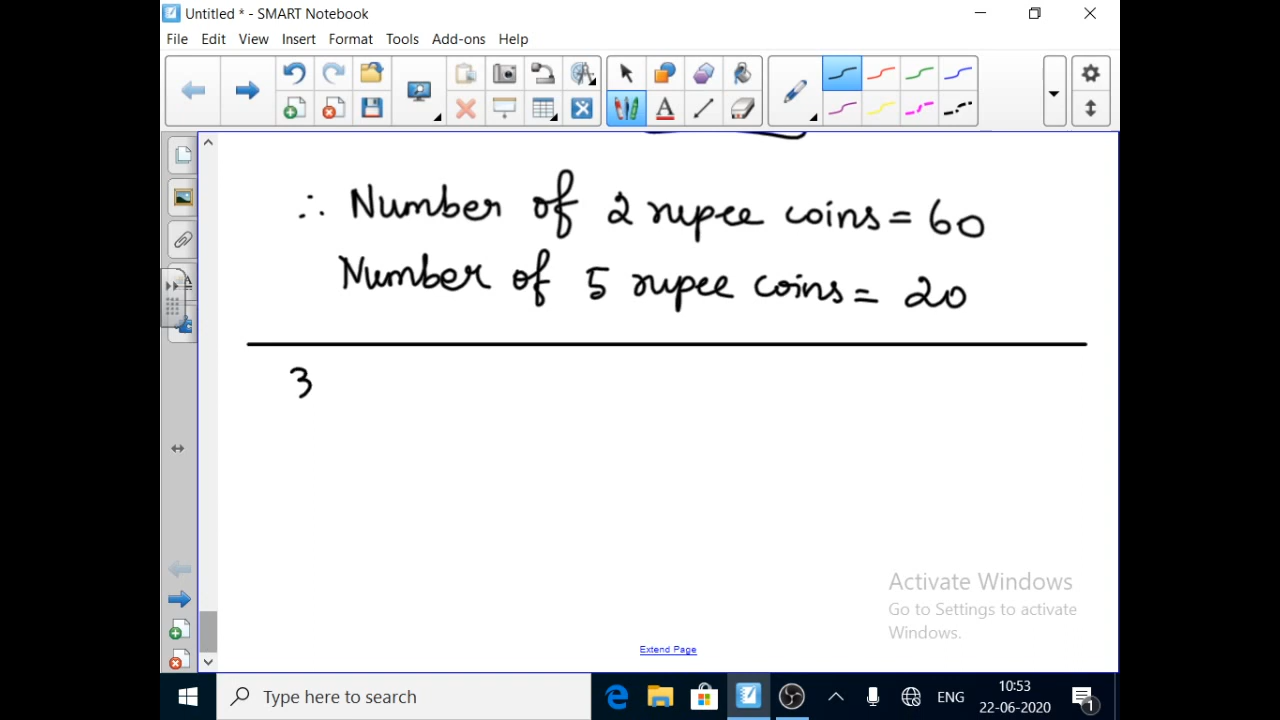 Untitled * - SMART Notebook
File Edit View Insert Format Tools Add-ons Help
∴ Number of 2 rupee coins = 60
Number of 5 rupee coins = 20
3
Activate Windows
Go to Settings to activate
Windows.
Extend Page
Type here to search
ENG
10:53
22-06-2020
1